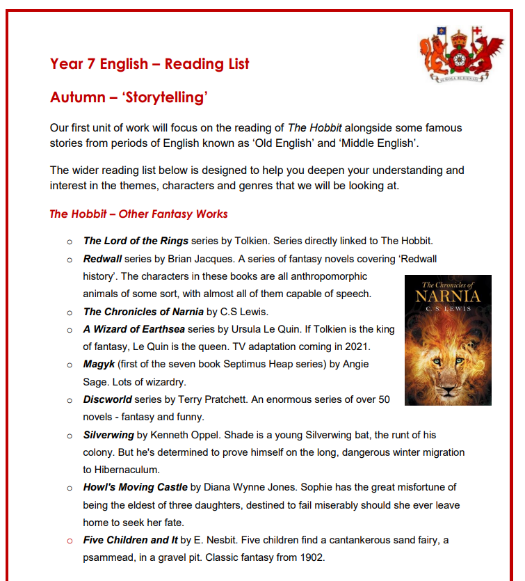 Year 7 English – Reading List
Autumn – ‘Storytelling’
Our first unit of work will focus on the reading of The Hobbit alongside some famous
stories from periods of English known as ‘Old English’ and ‘Middle English’.
The wider reading list below is designed to help you deepen your understanding and
interest in the themes, characters and genres that we will be looking at.
The Hobbit – Other Fantasy Works
o The Lord of the Rings series by Tolkien. Series directly linked to The Hobbit.
o Redwall series by Brian Jacques. A series of fantasy novels covering ‘Redwall
history’. The characters in these books are all anthropomorphic
animals of some sort, with almost all of them capable of speech.
o The Chronicles of Narnia by C.S Lewis.
o A Wizard of Earthsea series by Ursula Le Quin. If Tolkien is the king
of fantasy, Le Quin is the queen. TV adaptation coming in 2021.
o Magyk (first of the seven book Septimus Heap series) by Angie
Sage. Lots of wizardry.
o Discworld series by Terry Pratchett. An enormous series of over 50
novels - fantasy and funny.
o Silverwing by Kenneth Oppel. Shade is a young Silverwing bat, the runt of his
colony. But he's determined to prove himself on the long, dangerous winter migration
to Hibernaculum.
o Howl's Moving Castle by Diana Wynne Jones. Sophie has the great misfortune of
being the eldest of three daughters, destined to fail miserably should she ever leave
home to seek her fate.
o Five Children and It by E. Nesbit. Five children find a cantankerous sand fairy, a
psammead, in a gravel pit. Classic fantasy from 1902.
The Chronicles of
NARNIA
C. S. LEWIS